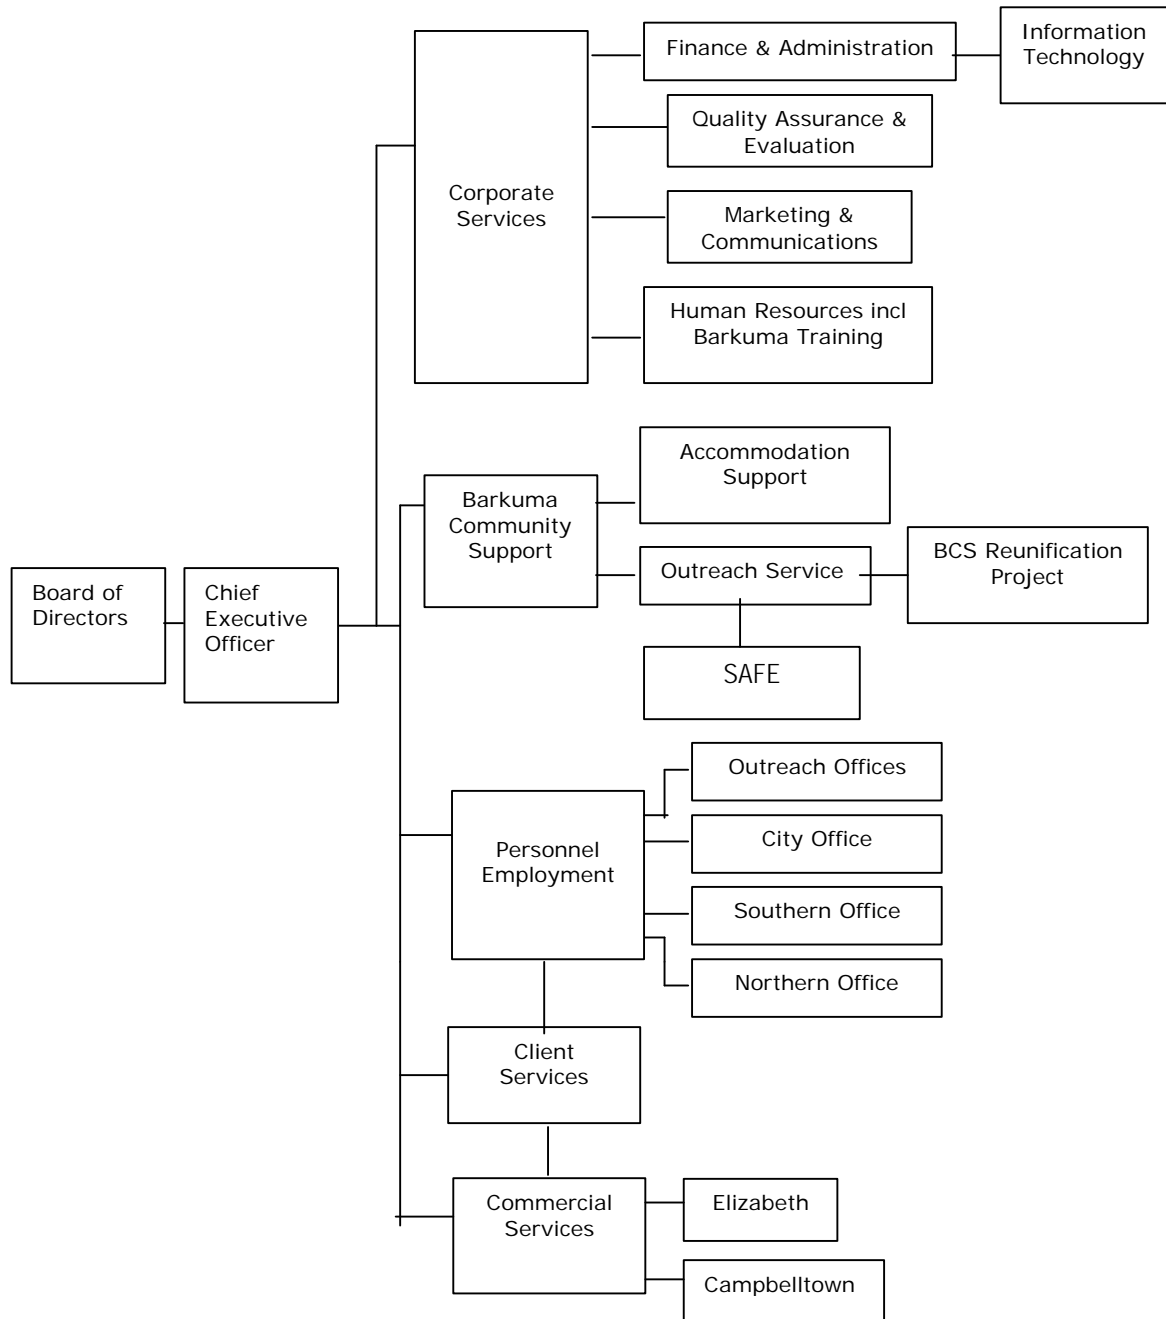 Finance & Administration
Information
Technology
Quality Assurance &
Evaluation
Corporate
Services
Marketing &
Communications
Human Resources incl
Barkuma Training
Accommodation
Support
Barkuma
Community
Support
Outreach Service
BCS Reunification
Project
Board of
Directors
Chief
Executive
Officer
SAFE
Outreach Offices
City Office
Personnel
Employment
Southern Office
Northern Office
Client
Services
Commercial
Services
Elizabeth
Campbelltown